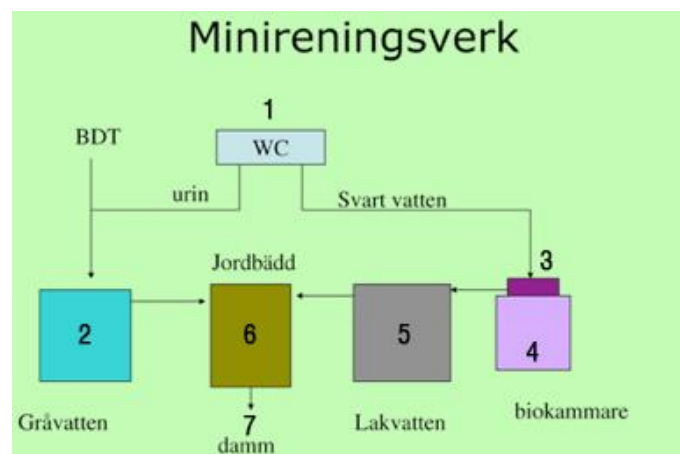 Minireningsverk
1
BDT
WC
urin
Svart vatten
Jordbädd
3
2
6
5
4
7
Gråvatten
damm
Lakvatten
biokammare